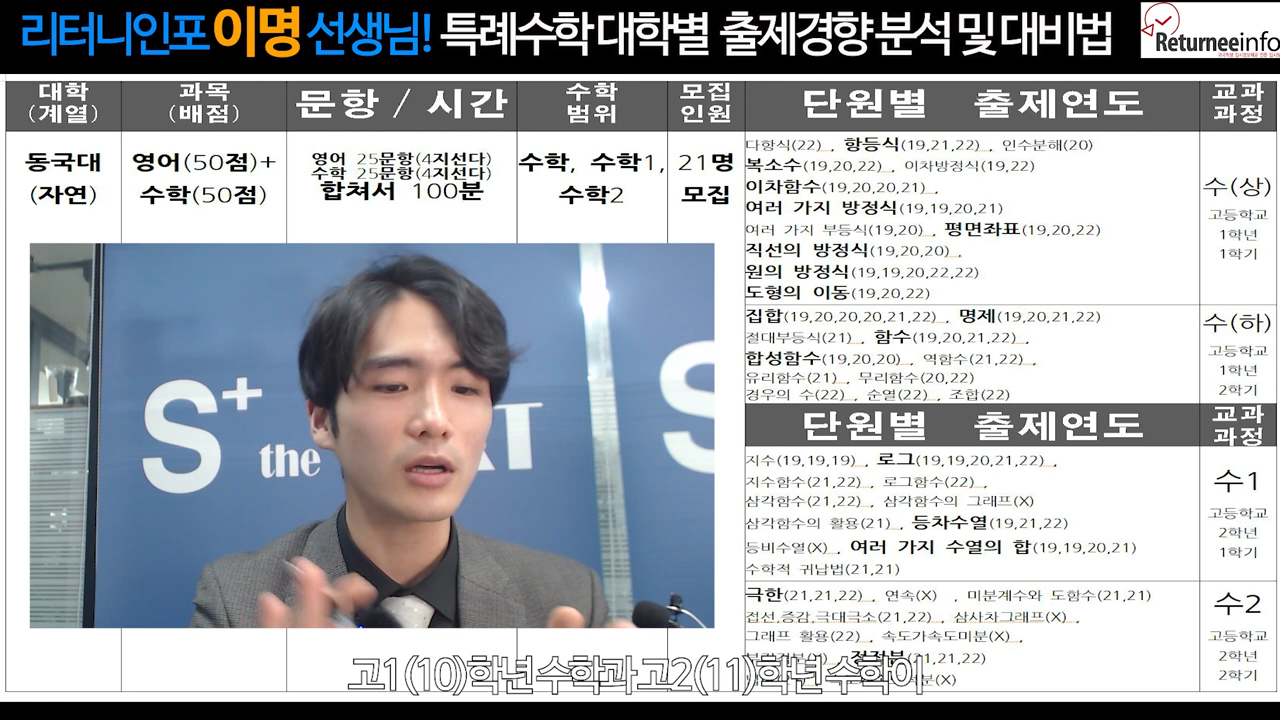 리터니인포 이명 선생님! 특례수학 대학별 출제경향 분석 및 대비법
Returneeinfo
대학
(계열)
과목
(배점)
문항 / 시간
수학
범위
모집
인원
단원별 출제연도
교과
과정
동국대
(자연)
영어(50점)+
수학(50점)
영어 25문항(4지선다)
수학 25문항(4지선다)
합쳐서 100분
수학, 수학1,
수학2
21명
모집
다항식(22) , 항등식(19,21,22) , 인수분해(20)
복소수(19,20,22) , 이차방정식(19,22)
이차함수(19,20,20,21) ,
여러 가지 방정식(19,19,20,21)
여러 가지 부등식(19,20) , 평면좌표(19,20,22)
직선의 방정식(19,20,20) ,
원의 방정식(19,19,20,22,22)
도형의 이동(19,20,22)
수(상)
고등학교
1학년
1학기
집합(19,20,20,20,21,22) , 명제(19,20,21,22)
절대부등식(21) , 함수(19,20,21,22) ,
합성함수(19,20,20) , 역함수(21,22) ,
유리함수(21) , 무리함수(20,22)
경우의 수(22) , 순열(22) , 조합(22)
수(하)
고등학교
1학년
2학기
단원별 출제연도
교과
과정
지수(19,19,19) , 로그(19,19,20,21,22) ,
지수함수(21,22) , 로그함수(22) ,
삼각함수(21,22) , 삼각함수의 그래프(X)
삼각함수의 활용(21) , 등차수열(19,21,22)
등비수열(X) , 여러 가지 수열의 합(19,19,20,21)
수학적 귀납법(21,21)
수1
고등학교
2학년
1학기
극한(21,21,22) , 연속(X) , 미분계수와 도함수(21,21)
접선,증감,극대극소(21,22) , 삼사차그래프(X) ,
그래프 활용(22) , 속도가속도미분(X) ,
정적분(21,21,22)
분(X)
수2
고등학교
2학년
2학기
S+
the
고1(10)학년 수학과 고2(11)학년 수학이